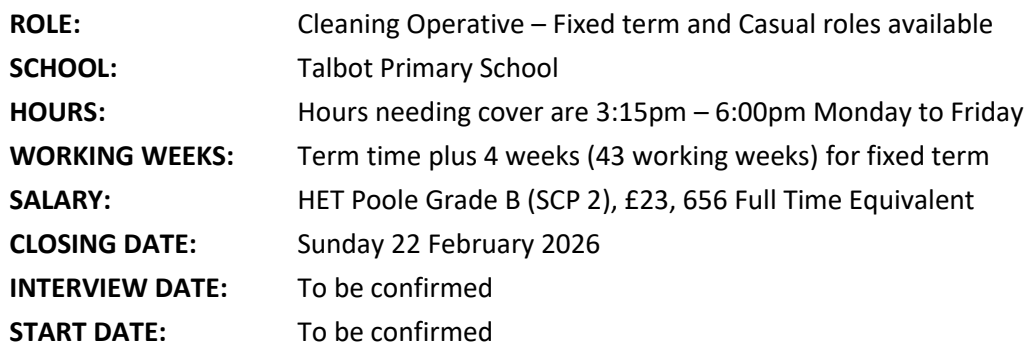 ROLE: Cleaning Operative – Fixed term and Casual roles available
SCHOOL: Talbot Primary School
HOURS: Hours needing cover are 3:15pm – 6:00pm Monday to Friday
WORKING WEEKS: Term time plus 4 weeks (43 working weeks) for fixed term
SALARY: HET Poole Grade B (SCP 2), £23, 656 Full Time Equivalent
CLOSING DATE: Sunday 22 February 2026
INTERVIEW DATE: To be confirmed
START DATE: To be confirmed